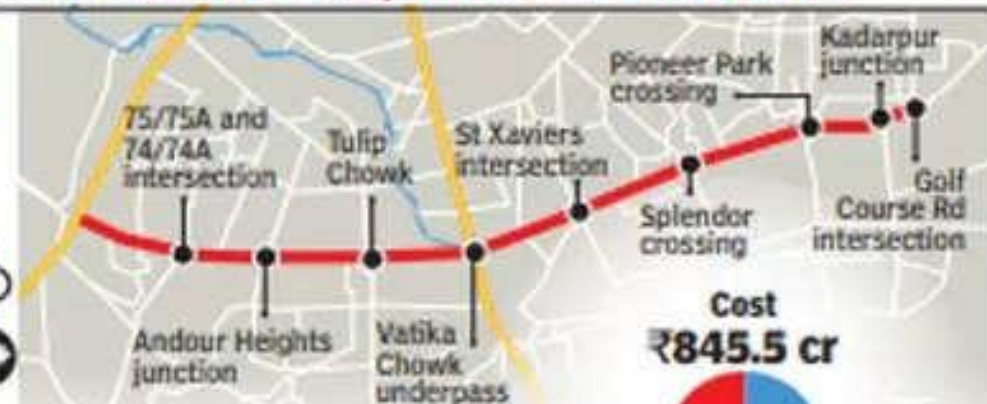 75/75A and
74/74A
intersection
Andour Heights
junction
Tulip
Chowk
Vatika
Chowk
underpass
St Xaviers
intersection
Splendor
crossing
Pioneer Park
crossing
Kadarpur
junction
Golf
Course Rd
intersection
Cost
₹845.5 cr